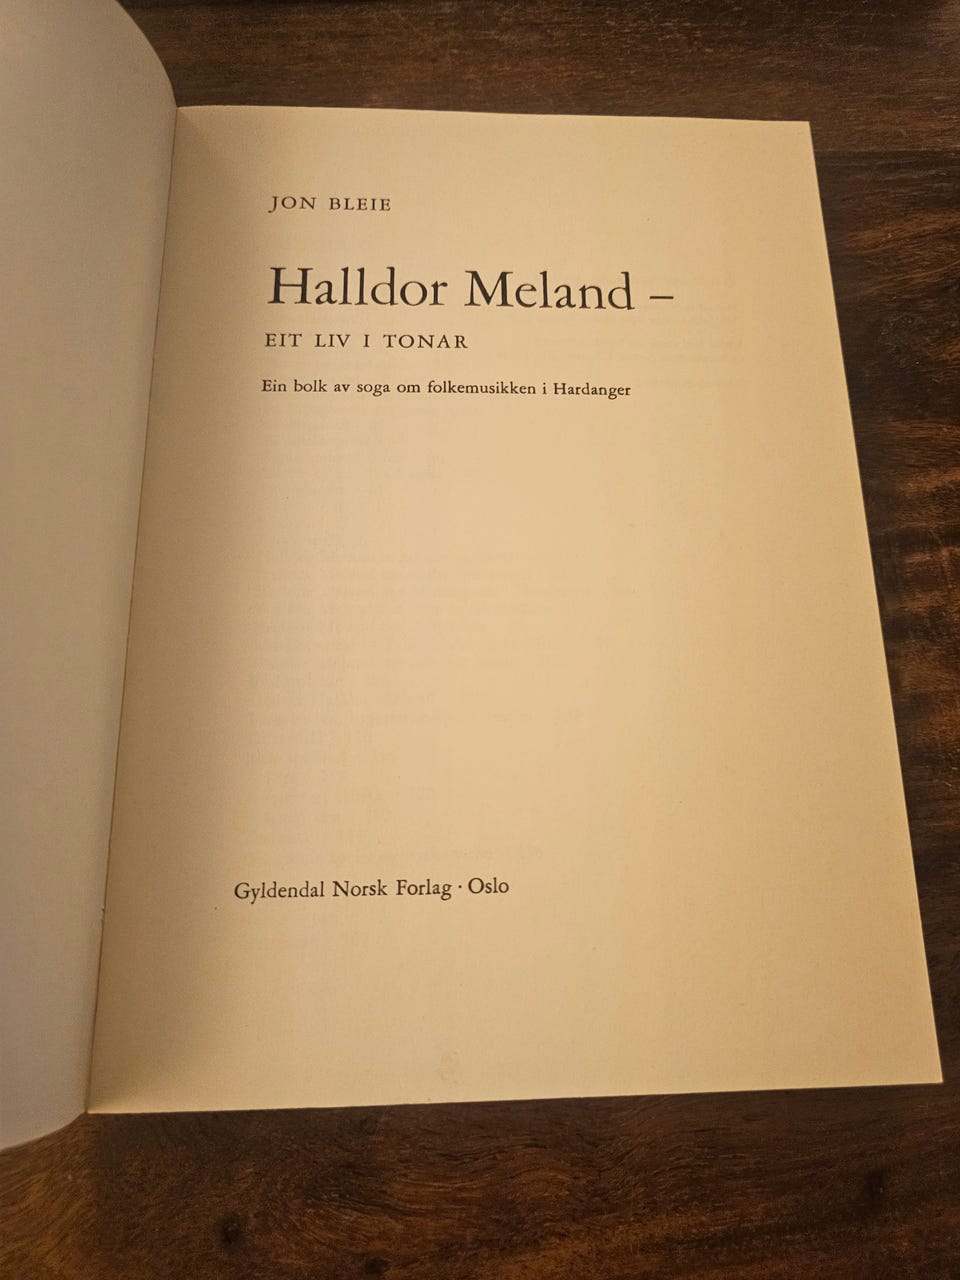 JON BLEIE
Halldor Meland –
EIT LIV I TONAR
Ein bolk av soga om folkemusikken i Hardanger
Gyldendal Norsk Forlag · Oslo